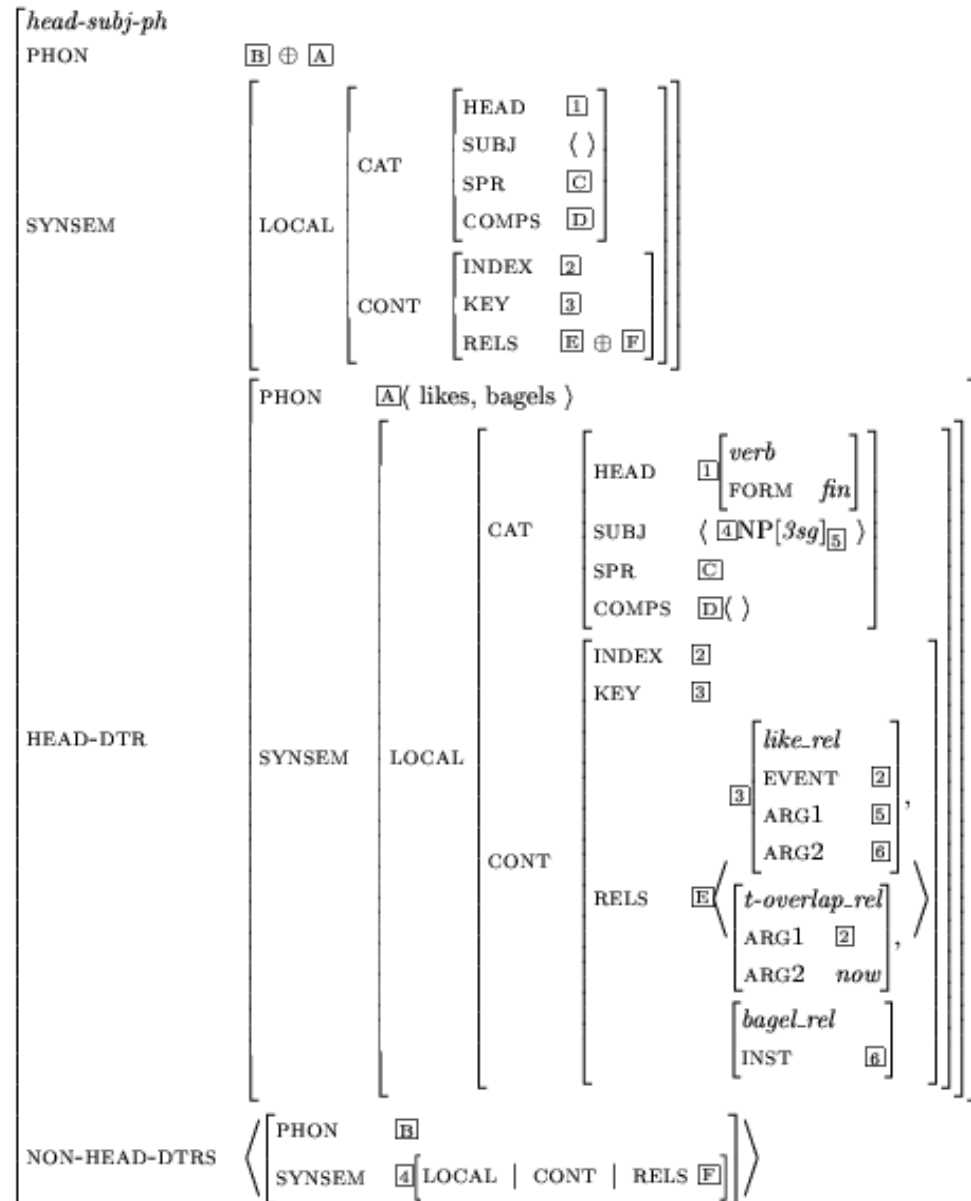 head-subj-ph
PHON B ⊕ A
HEAD 1
SUBJ ⟨ ⟩
CAT
SPR C
COMPS D
SYNSEM LOCAL
INDEX 2
CONT KEY 3
RELS E ⊕ F
PHON A⟨ likes, bagels ⟩
verb
HEAD 1
FORM fin
CAT
SUBJ ⟨ 4NP[3sg]5 ⟩
SPR C
COMPS D⟨ ⟩
INDEX 2
KEY 3
HEAD-DTR
SYNSEM LOCAL
like_rel
EVENT 2
3 ,
ARG1 5
ARG2 6
CONT
RELS E⟨ t-overlap_rel ⟩
ARG1 2 ,
ARG2 now
bagel_rel
INST 6
PHON B
NON-HEAD-DTRS ⟨ ⟩
SYNSEM 4[LOCAL | CONT | RELS F]